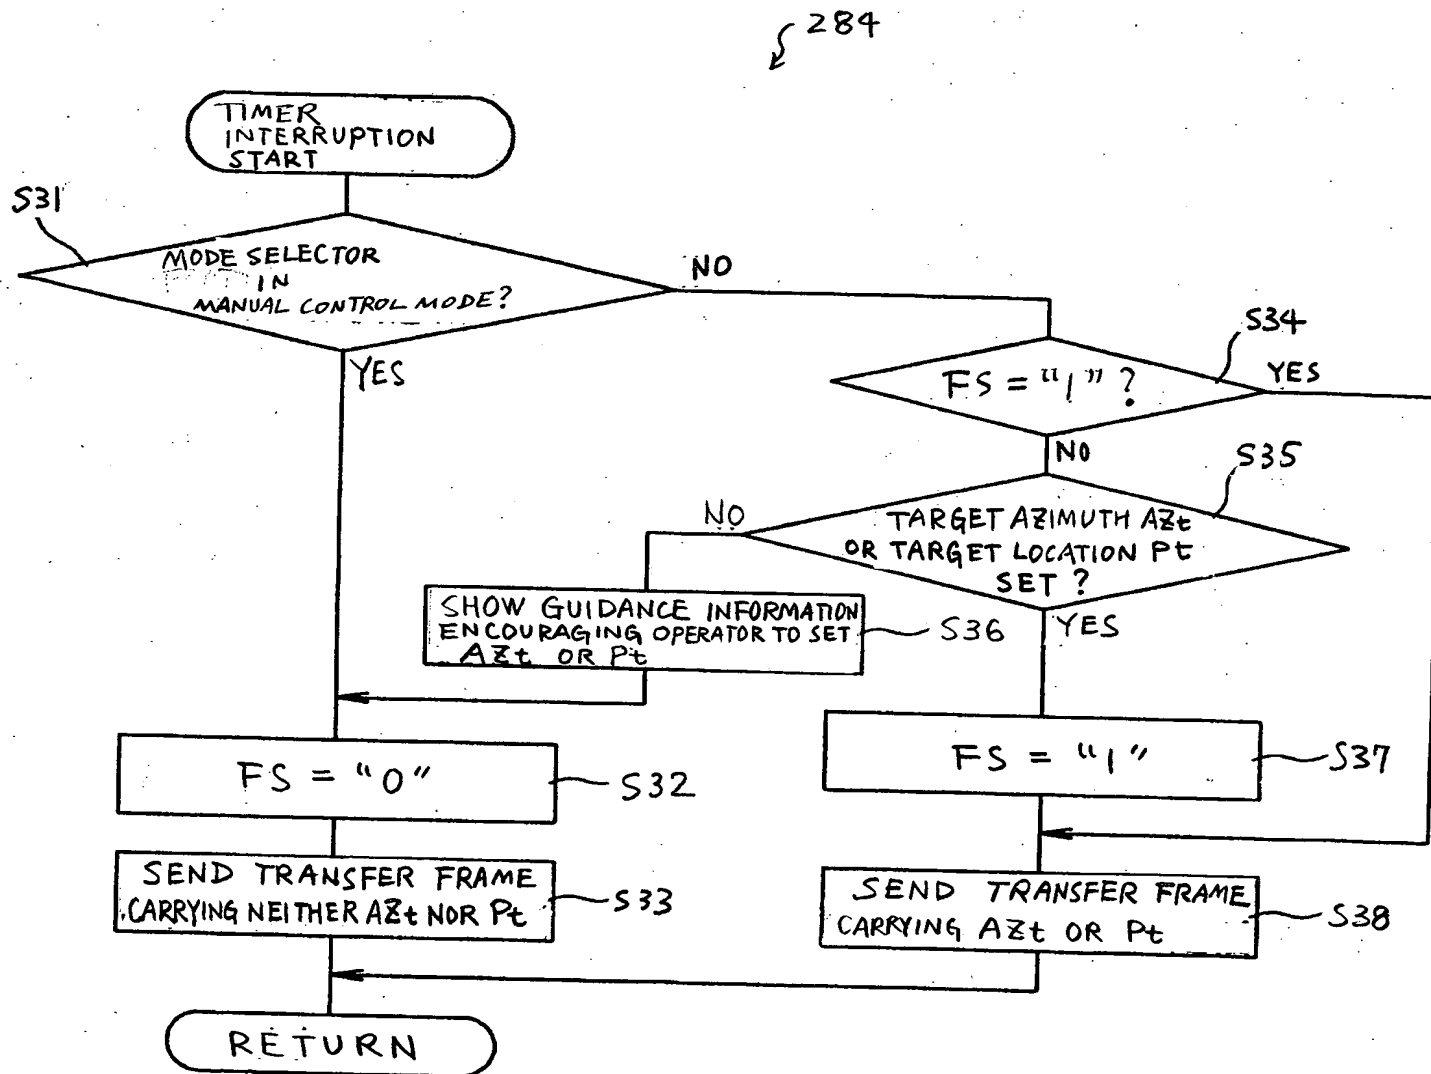 284
TIMER
INTERRUPTION
START
S31
MODE SELECTOR
IN
MANUAL CONTROL MODE?
NO
YES
S34
FS = "1" ?
YES
NO
S35
TARGET AZIMUTH AZt
OR TARGET LOCATION Pt
SET ?
NO
YES
SHOW GUIDANCE INFORMATION
ENCOURAGING OPERATOR TO SET
AZt OR Pt
S36
FS = "0"
S32
FS = "1"
S37
SEND TRANSFER FRAME
CARRYING NEITHER AZt NOR Pt
S33
SEND TRANSFER FRAME
CARRYING AZt OR Pt
S38
RETURN